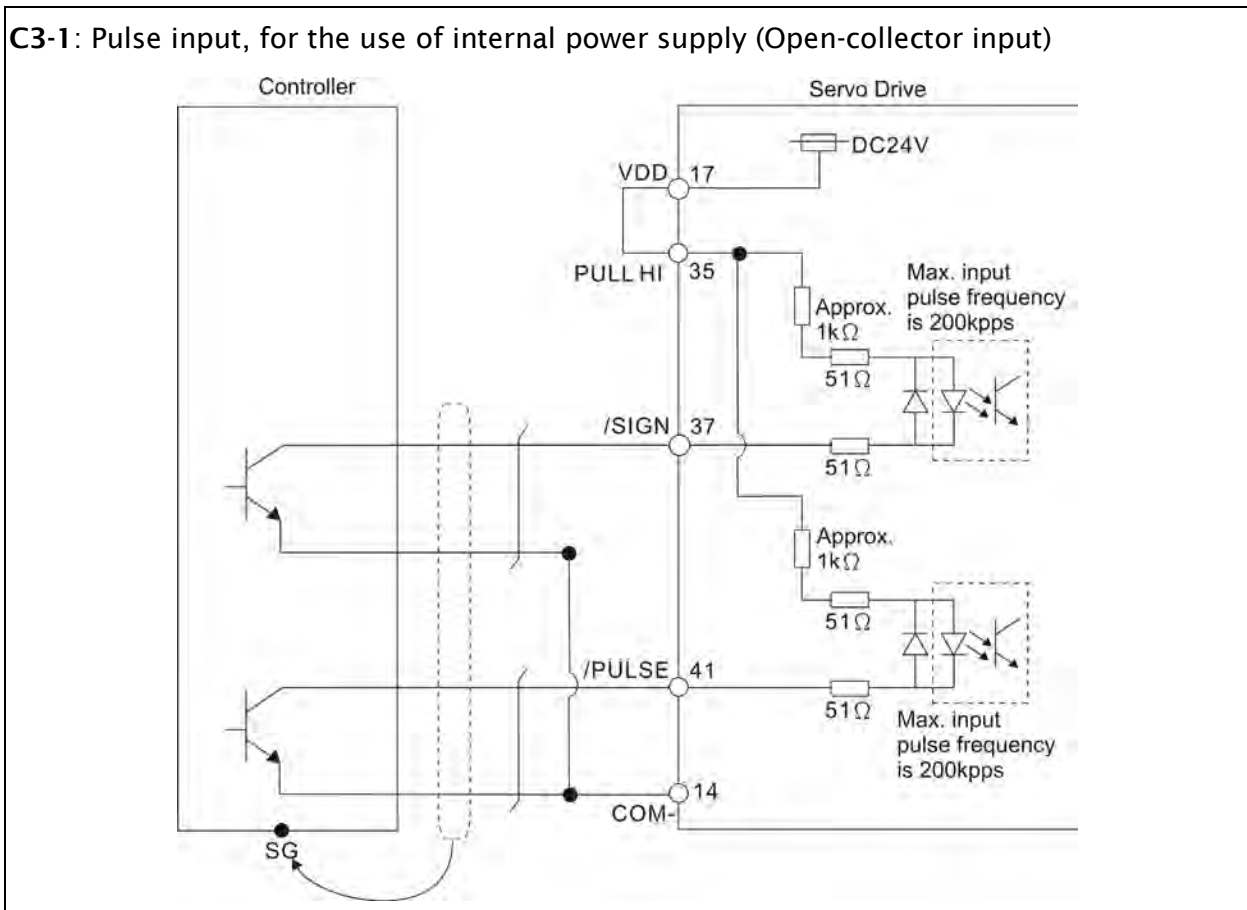 C3-1: Pulse input, for the use of internal power supply (Open-collector input)
Controller
Servo Drive
DC24V
VDD 17
PULL HI 35
Max. input
pulse frequency
is 200kpps
Approx.
1kΩ
51Ω
/SIGN 37
51Ω
Approx.
1kΩ
51Ω
/PULSE 41
51Ω
Max. input
pulse frequency
is 200kpps
14
COM-
SG